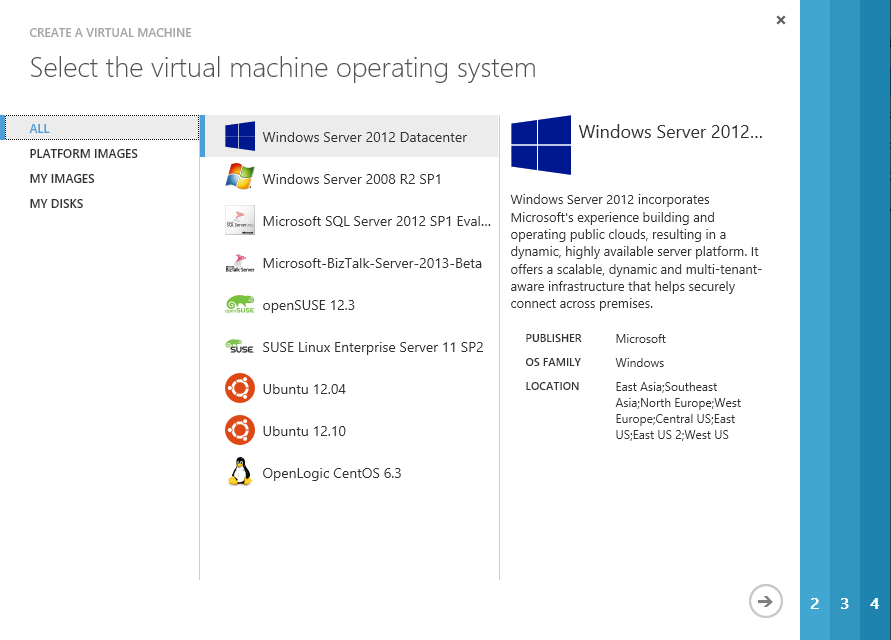 CREATE A VIRTUAL MACHINE
Select the virtual machine operating system
ALL
PLATFORM IMAGES
MY IMAGES
MY DISKS
Windows Server 2012 Datacenter
Windows Server 2008 R2 SP1
Microsoft SQL Server 2012 SP1 Eval...
Microsoft-BizTalk-Server-2013-Beta
openSUSE 12.3
SUSE Linux Enterprise Server 11 SP2
Ubuntu 12.04
Ubuntu 12.10
OpenLogic CentOS 6.3
Windows Server 2012...
Windows Server 2012 incorporates
Microsoft's experience building and
operating public clouds, resulting in a
dynamic, highly available server platform. It
offers a scalable, dynamic and multi-tenant-
aware infrastructure that helps securely
connect across premises.
PUBLISHER Microsoft
OS FAMILY Windows
LOCATION East Asia;Southeast
Asia;North Europe;West
Europe;Central US;East
US;East US 2;West US
2 3 4